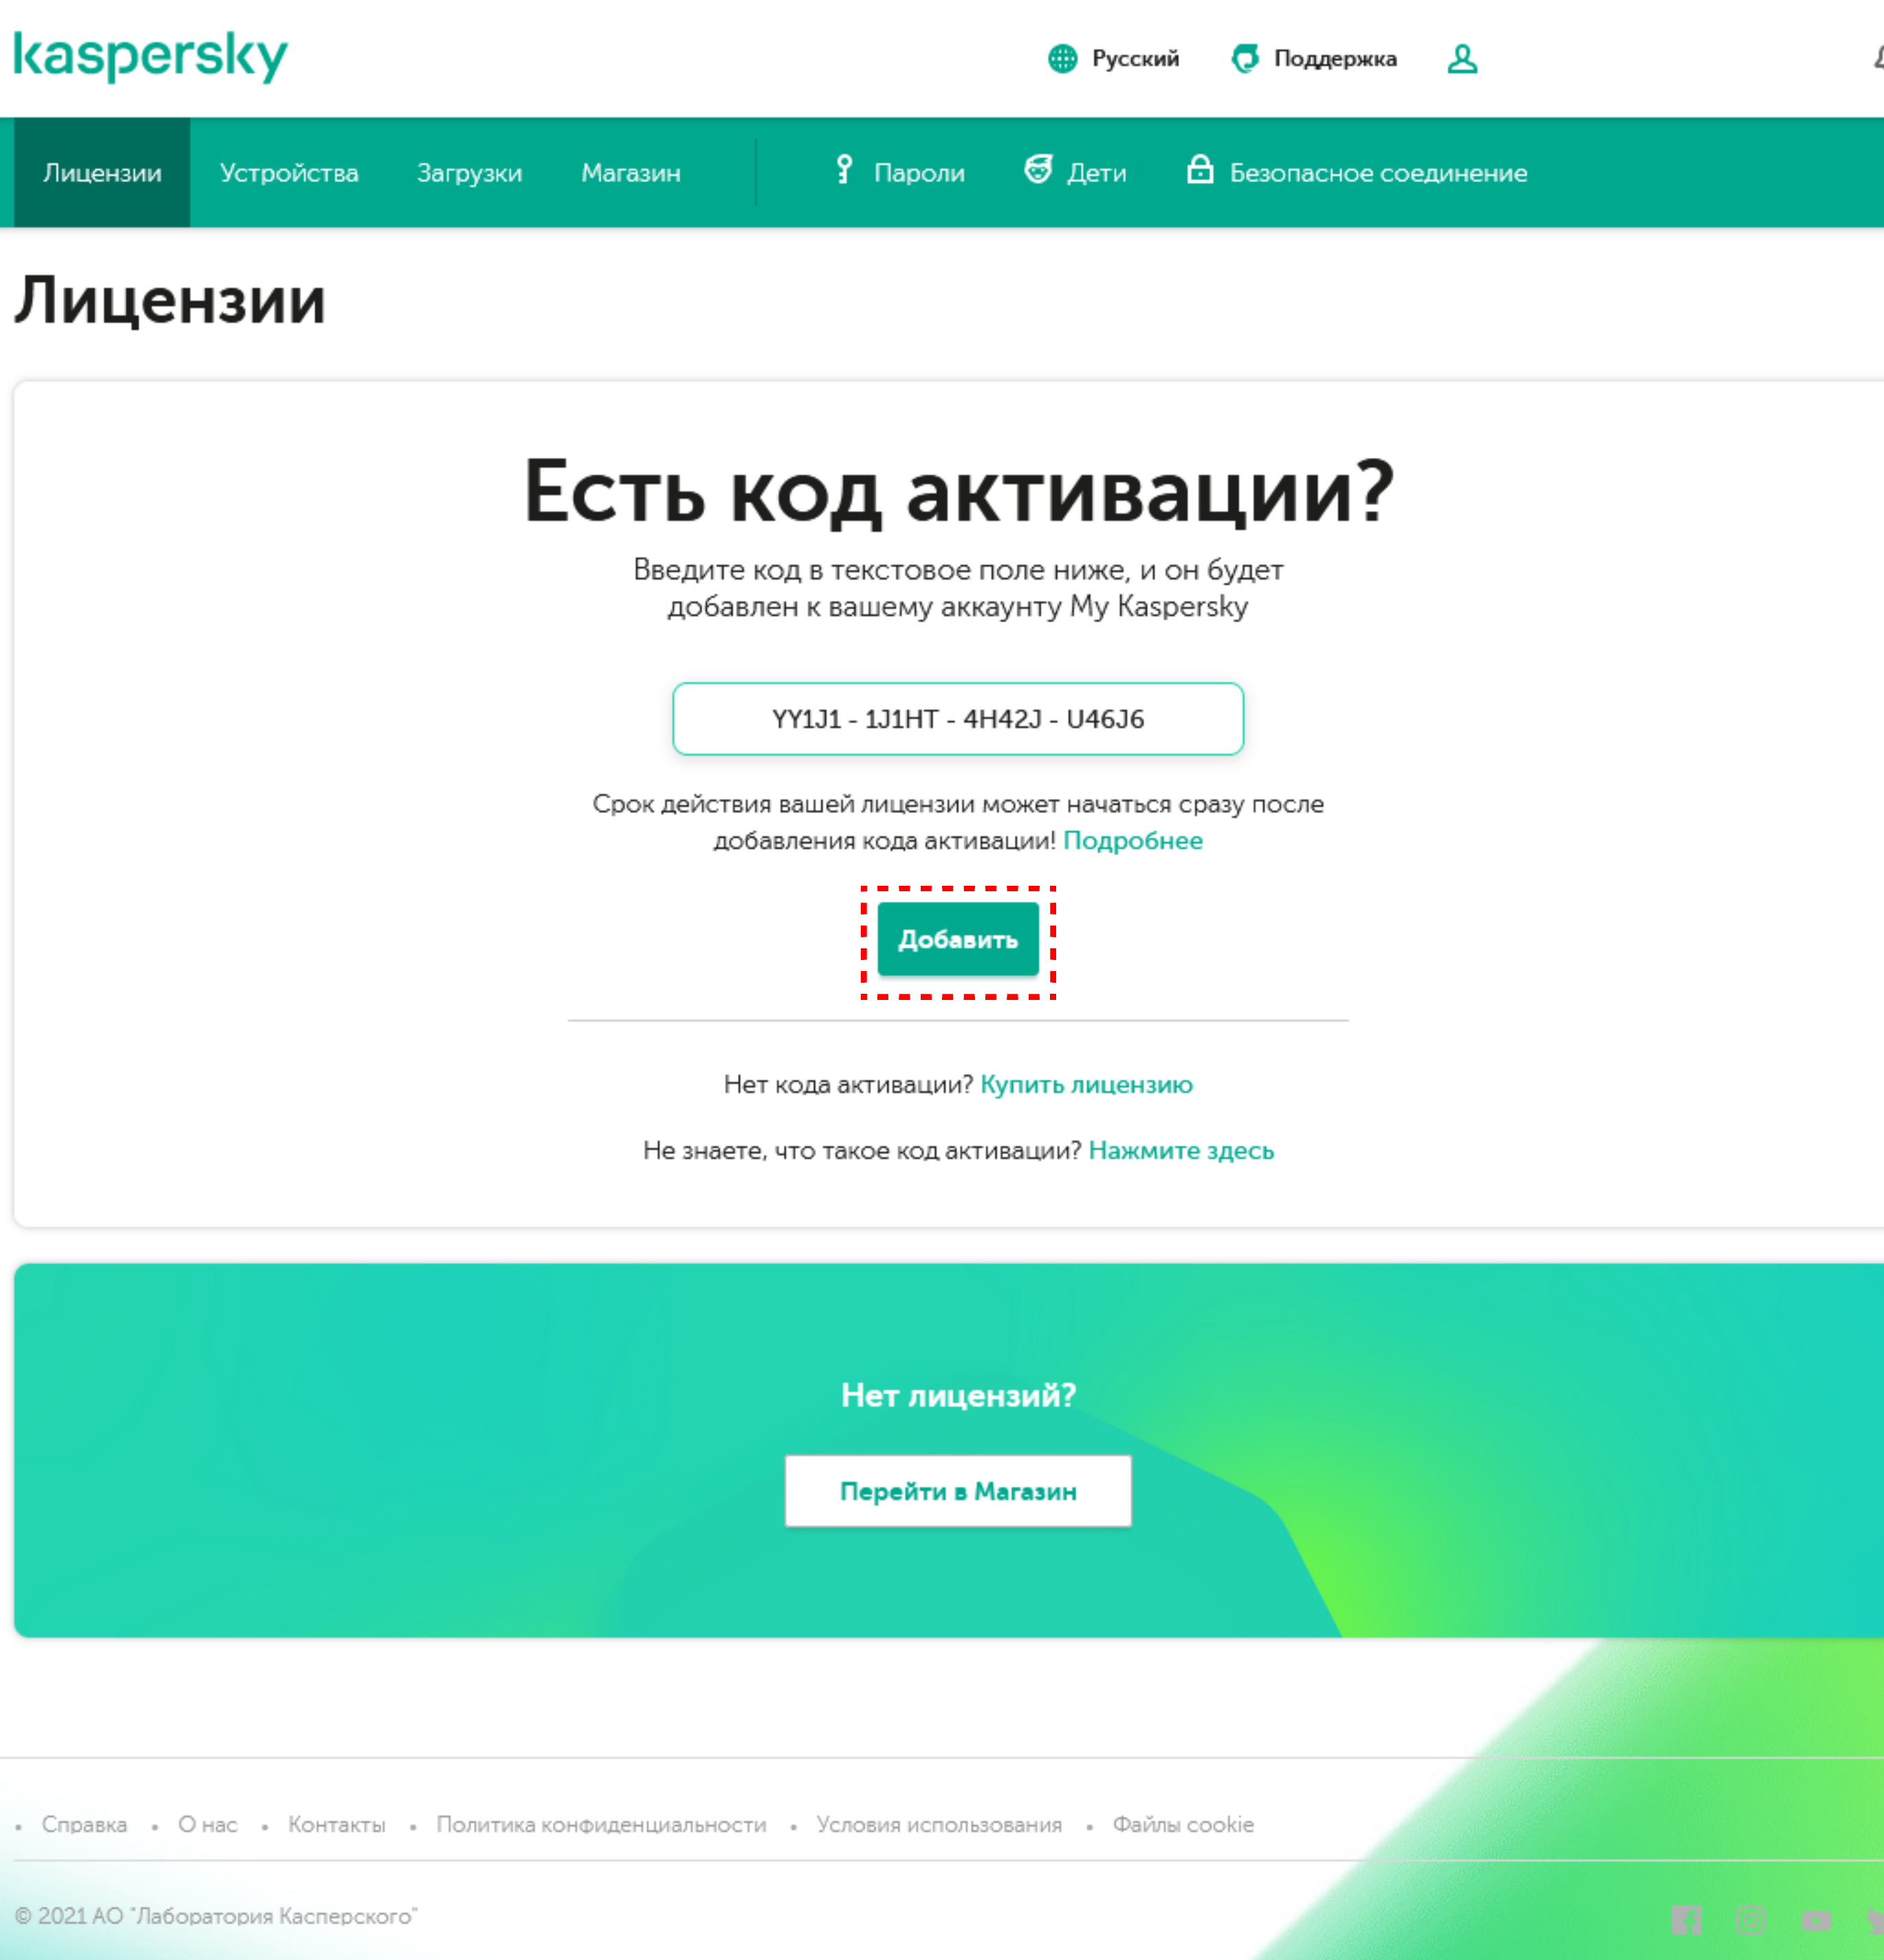 kaspersky
Русский Поддержка
Лицензии Устройства Загрузки Магазин Пароли Дети Безопасное соединение
Лицензии
Есть код активации?
Введите код в текстовое поле ниже, и он будет
добавлен к вашему аккаунту My Kaspersky
YY1J1 - 1J1HT - 4H42J - U46J6
Срок действия вашей лицензии может начаться сразу после
добавления кода активации! Подробнее
Добавить
Нет кода активации? Купить лицензию
Не знаете, что такое код активации? Нажмите здесь
Нет лицензий?
Перейти в Магазин
• Справка • О нас • Контакты • Политика конфиденциальности • Условия использования • Файлы cookie
© 2021 АО "Лаборатория Касперского"